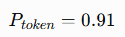 P_token = 0.91